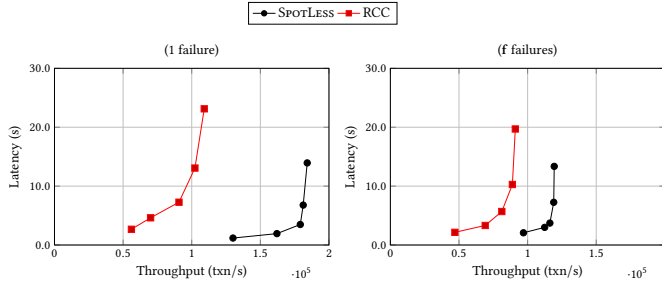 SpotLess RCC
(1 failure) (f failures)
30.0 30.0
20.0 20.0
Latency (s) Latency (s)
10.0 10.0
0.0 0.0
0 0.5 1 1.5 2 0 0.5 1 1.5 2
Throughput (txn/s) Throughput (txn/s)
·10⁵ ·10⁵